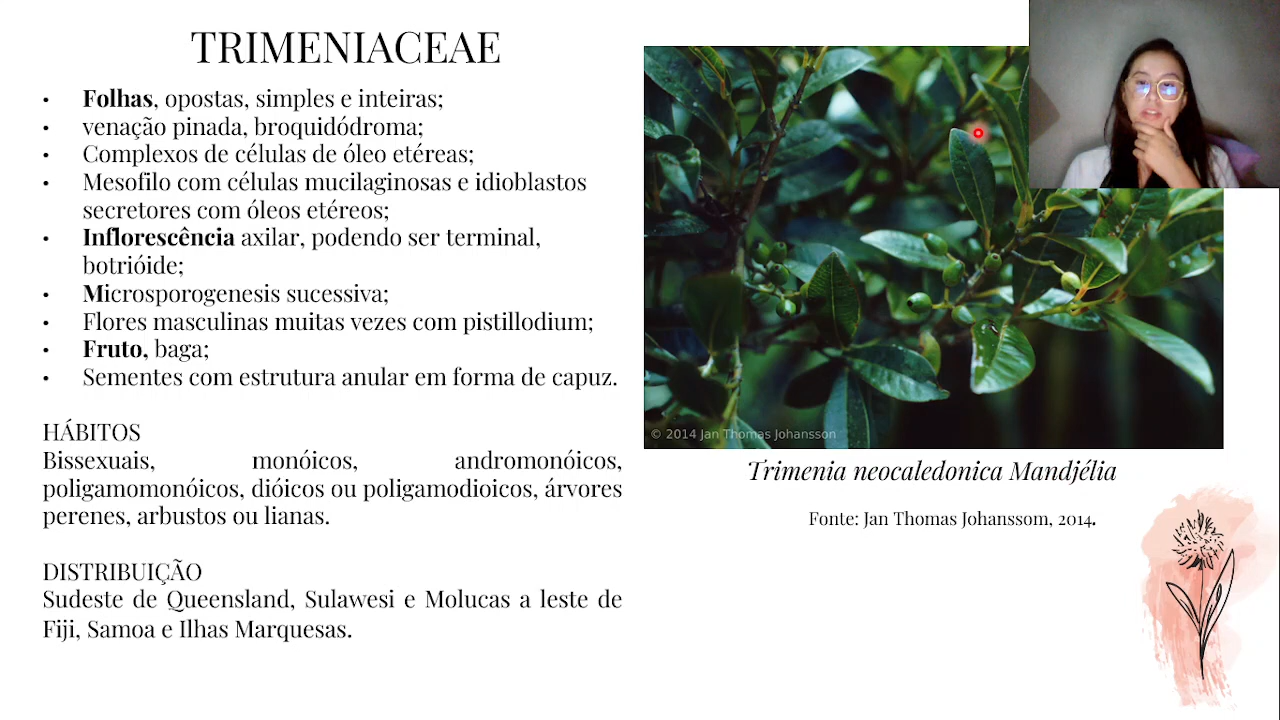 TRIMENIACEAE
• Folhas, opostas, simples e inteiras;
• venação pinada, broquidódroma;
• Complexos de células de óleo etéreas;
• Mesofilo com células mucilaginosas e idioblastos
secretores com óleos etéreos;
• Inflorescência axilar, podendo ser terminal,
botrióide;
• Microsporogenesis sucessiva;
• Flores masculinas muitas vezes com pistillodium;
• Fruto, baga;
• Sementes com estrutura anular em forma de capuz.
HÁBITOS
Bissexuais, monóicos, andromonóicos,
poligamomonóicos, dióicos ou poligamodioicos, árvores
perenes, arbustos ou lianas.
DISTRIBUIÇÃO
Sudeste de Queensland, Sulawesi e Molucas a leste de
Fiji, Samoa e Ilhas Marquesas.
© 2014 Jan Thomas Johansson
Trimenia neocaledonica Mandjélia
Fonte: Jan Thomas Johanssom, 2014.